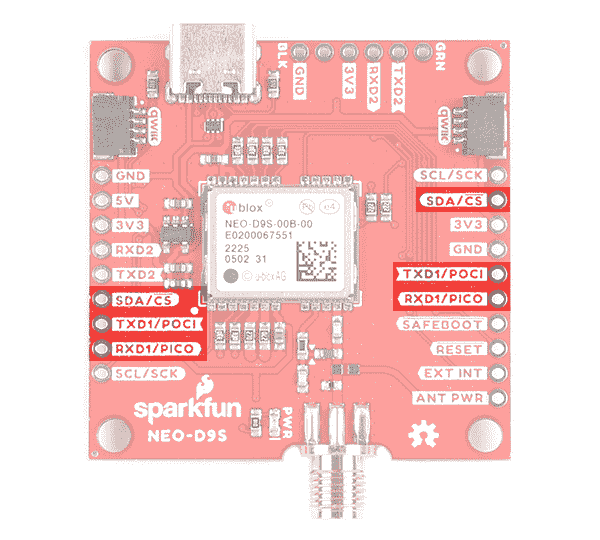 BLK
GND
3V3
RXD2
TXD2
GRN
qwiic
qwiic
GND
5V
3V3
RXD2
TXD2
SDA/CS
TXD1/POCI
RXD1/PICO
SCL/SCK
ublox
NEO-D9S-00B-00
E0200067551
2225
0502 31
u-blox AG
SCL/SCK
SDA/CS
3V3
GND
TXD1/POCI
RXD1/PICO
SAFEBOOT
RESET
EXT INT
ANT PWR
sparkfun
NEO-D9S
PWR